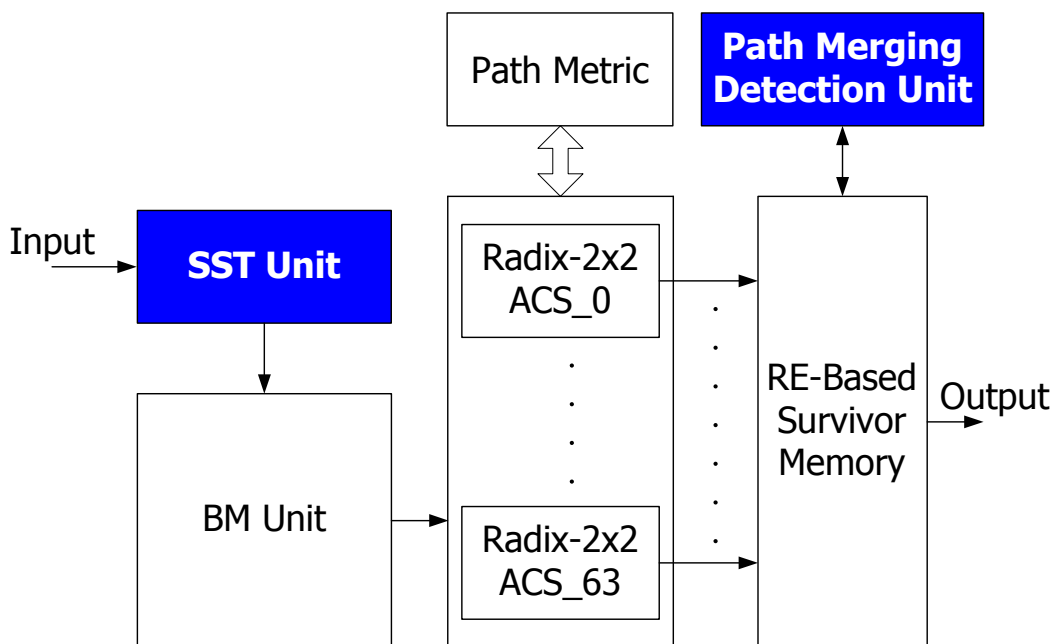 Path Metric
Path Merging
Detection Unit
Input
SST Unit
Radix-2x2
ACS_0
BM Unit
Radix-2x2
ACS_63
RE-Based
Survivor
Memory
Output